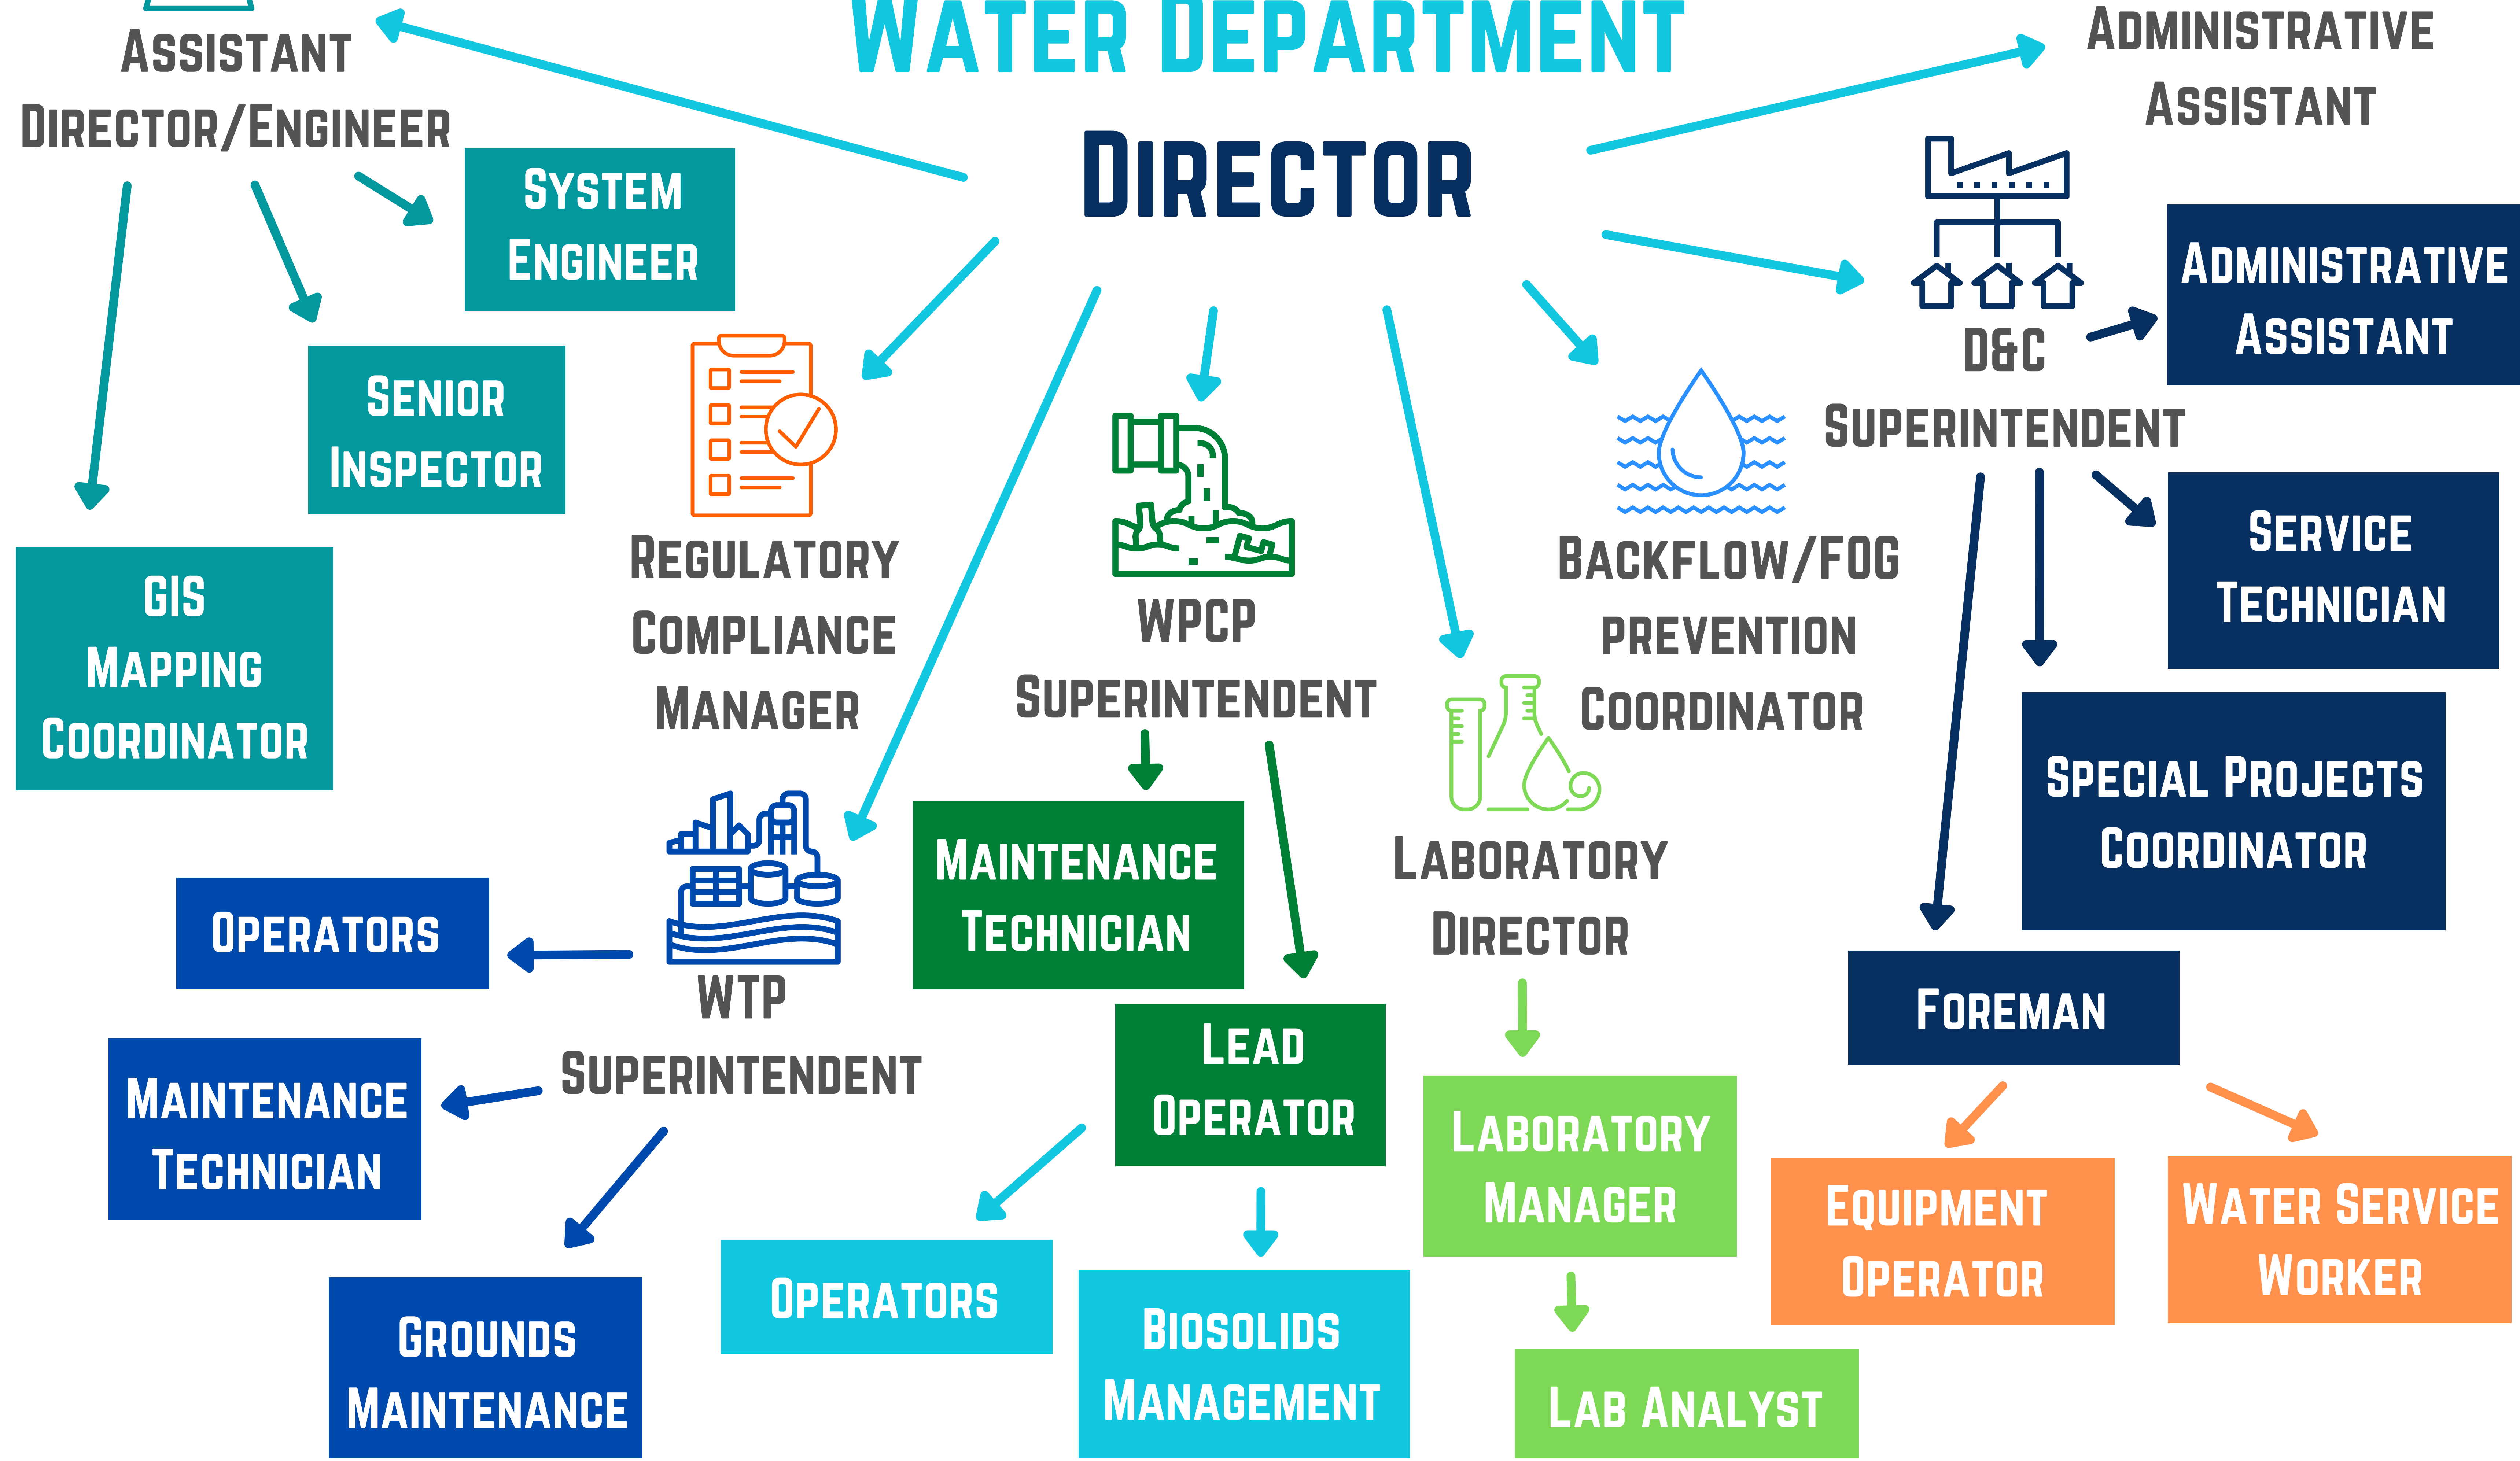 Water Department
Director
Assistant
Director/Engineer
System
Engineer
Senior
Inspector
GIS
Mapping
Coordinator
Regulatory
Compliance
Manager
WTP
Superintendent
Operators
Maintenance
Technician
Grounds
Maintenance
WPCP
Superintendent
Maintenance
Technician
Lead
Operator
Operators
Biosolids
Management
Laboratory
Director
Laboratory
Manager
Lab Analyst
Backflow/FOG
prevention
Coordinator
D&C
Superintendent
Administrative
Assistant
Service
Technician
Special Projects
Coordinator
Foreman
Equipment
Operator
Water Service
Worker
Administrative
Assistant